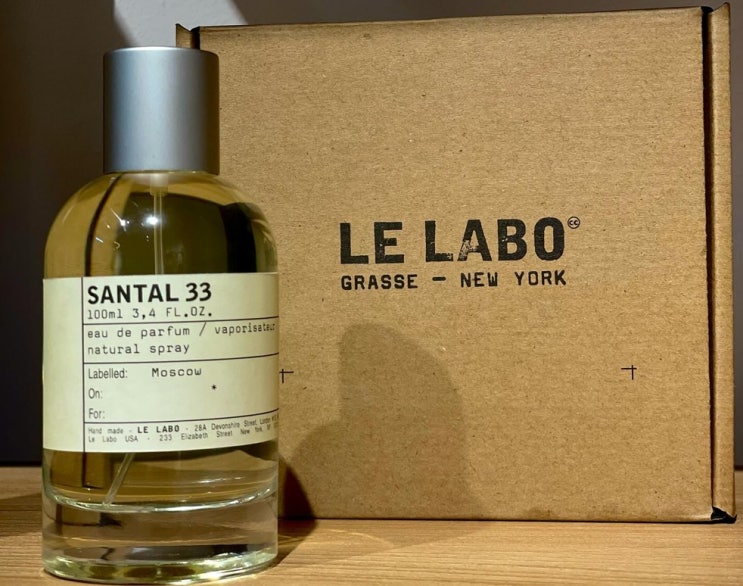 SANTAL 33
100ml 3,4 FL.OZ.
eau de parfum / vaporisateur
natural spray
Labelled: Moscow
On: *
For:
Hand made - LE LABO - 28A Devonshire Street, London
Le Labo USA - 233 Elizabeth Street, New York,
LE LABO
GRASSE — NEW YORK